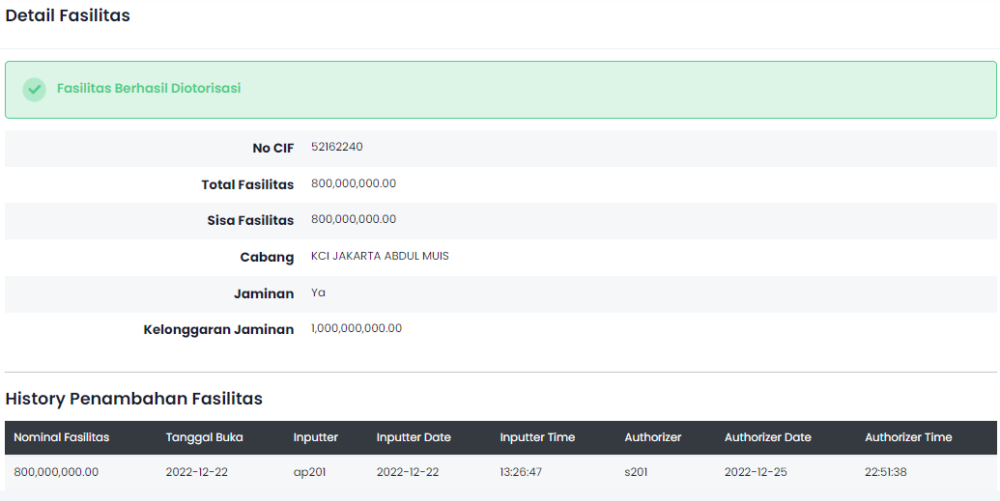 Detail Fasilitas
Fasilitas Berhasil Diotorisasi
No CIF 52162240
Total Fasilitas 800,000,000.00
Sisa Fasilitas 800,000,000.00
Cabang KCI JAKARTA ABDUL MUIS
Jaminan Ya
Kelonggaran Jaminan 1,000,000,000.00
History Penambahan Fasilitas
Nominal Fasilitas Tanggal Buka Inputter Inputter Date Inputter Time Authorizer Authorizer Date Authorizer Time
800,000,000.00 2022-12-22 ap201 2022-12-22 13:26:47 s201 2022-12-25 22:51:38